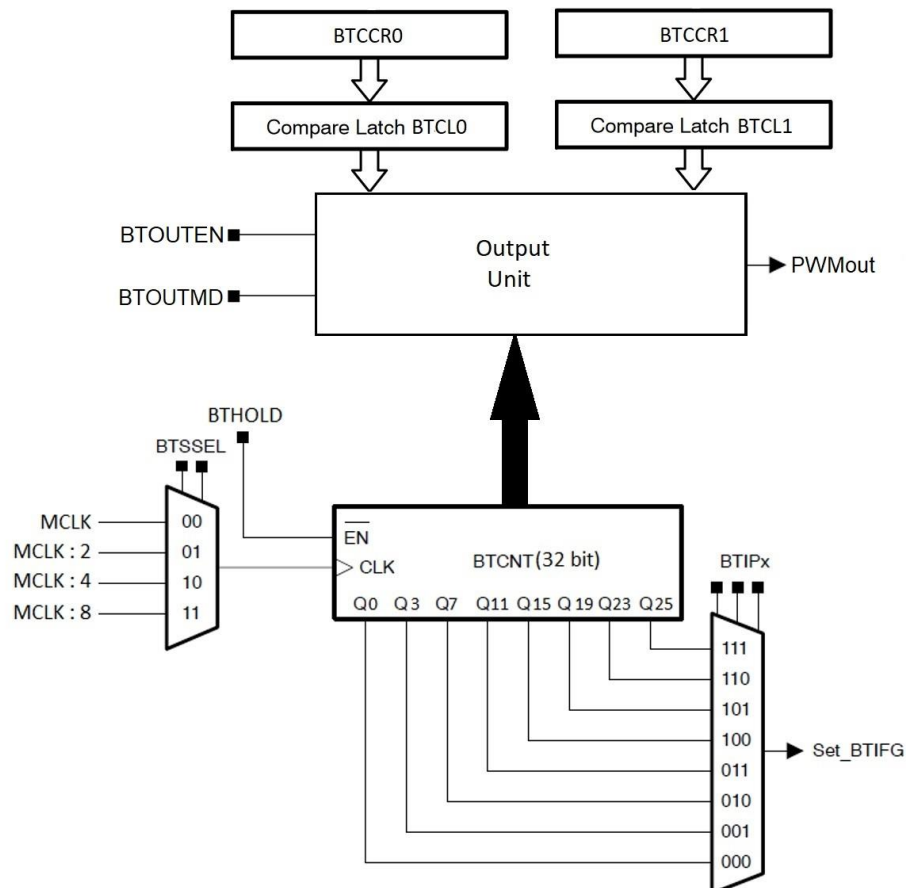 BTCCR0
BTCCR1
Compare Latch BTCL0
Compare Latch BTCL1
BTOUTEN
BTOUTMD
Output
Unit
PWMout
BTHOLD
BTSSEL
MCLK
MCLK : 2
MCLK : 4
MCLK : 8
00
01
10
11
EN
CLK
BTCNT(32 bit)
Q0 Q3 Q7 Q11 Q15 Q19 Q23 Q25
BTIPx
111
110
101
100
011
010
001
000
Set_BTIFG